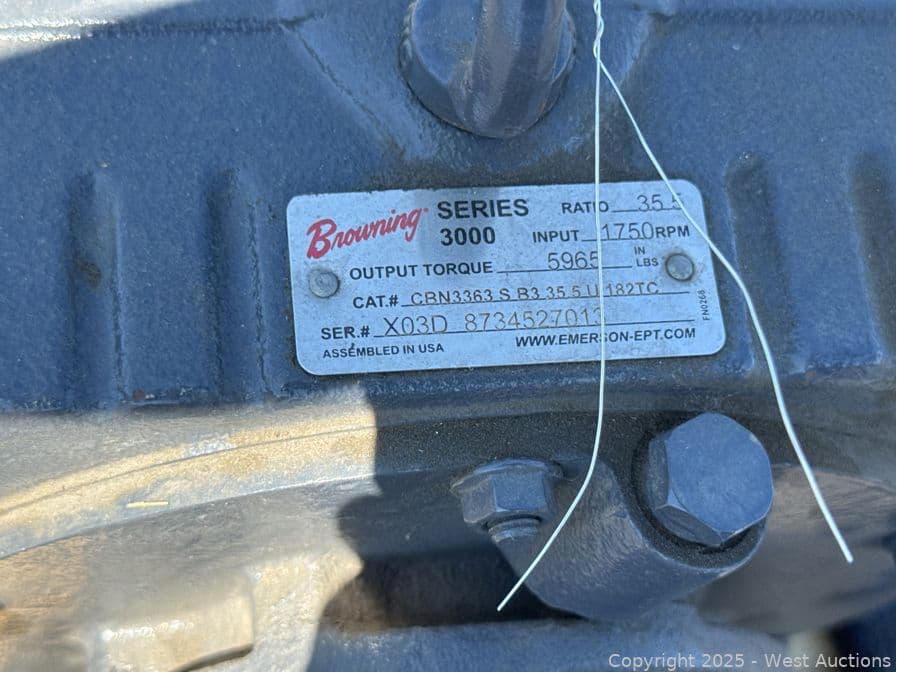 Browning SERIES 3000
RATIO 35.5
INPUT 1750 RPM
OUTPUT TORQUE 5965 IN LBS
CAT.# CBN3363 S B3 35.5 U 182TC
SER.# X03D 8734527013
ASSEMBLED IN USA
WWW.EMERSON-EPT.COM
FN0268
Copyright 2025 - West Auctions